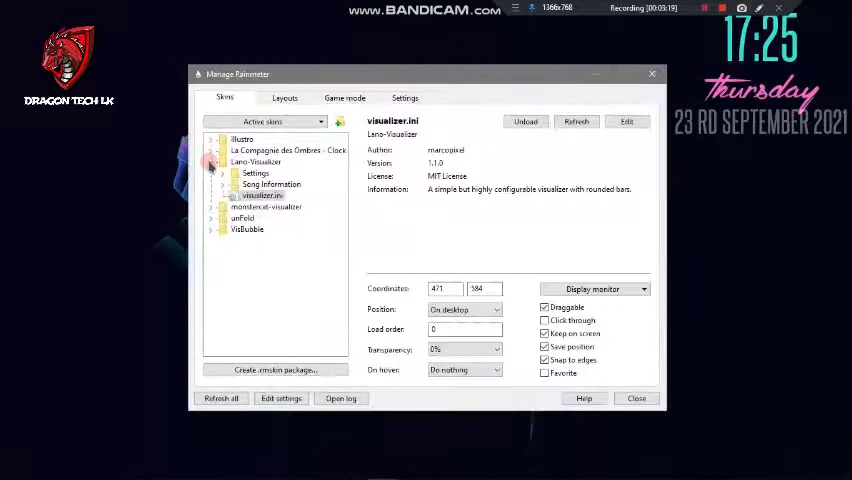 www.BANDICAM.com
1366x768
Recording [00:03:19]
17:25
Thursday
23 RD SEPTEMBER 2021
DRAGON TECH LK
Manage Rainmeter
Skins
Layouts
Game mode
Settings
Active skins
illustro
La Compagnie des Ombres - Clock
Lano-Visualizer
Settings
Song Information
visualizer.ini
monstercat-visualizer
unFold
VisBubble
Create .rmskin package...
visualizer.ini
Unload
Refresh
Edit
Lano-Visualizer
Author: marcopixel
Version: 1.1.0
License: MIT License
Information: A simple but highly configurable visualizer with rounded bars.
Coordinates: 471 584
Display monitor
Position: On desktop
Load order: 0
Transparency: 0%
On hover: Do nothing
Draggable
Click through
Keep on screen
Save position
Snap to edges
Favorite
Refresh all
Edit settings
Open log
Help
Close